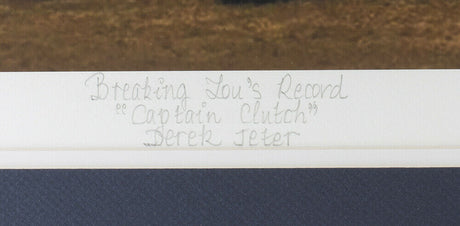 Breaking Lou's Record
"Captain Clutch"
Derek Jeter